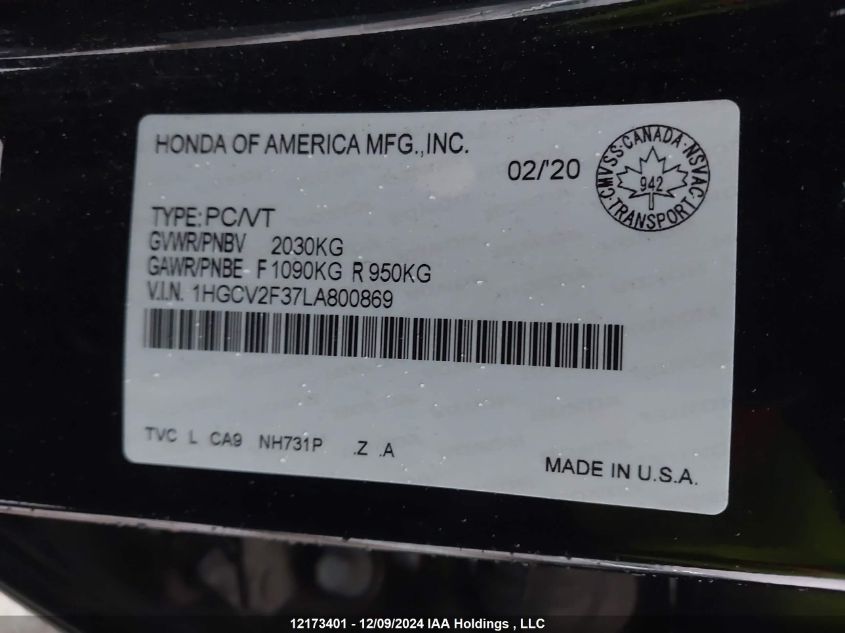 HONDA OF AMERICA MFG.,INC.
02/'20
CMVSS·CANADA·NSVAC
942
TRANSPORT
TYPE: PC/VT
GVWR/PNBV 2030KG
GAWR/PNBE F 1090KG R 950KG
V.I.N. 1HGCV2F37LA800869
TVC L CA9 NH731P .Z .A
MADE IN U.S.A.
12173401 - 12/09/2024 IAA Holdings , LLC